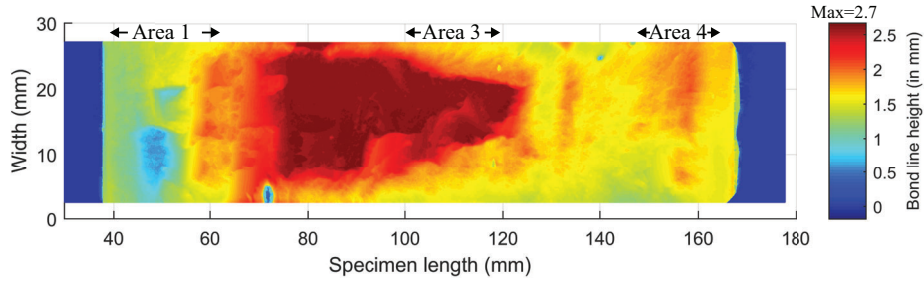 Max=2.7
Area 1
Area 3
Area 4
30
20
10
0
Width (mm)
40
60
80
100
120
140
160
180
Specimen length (mm)
2.5
2
1.5
1
0.5
0
Bond line height (in mm)